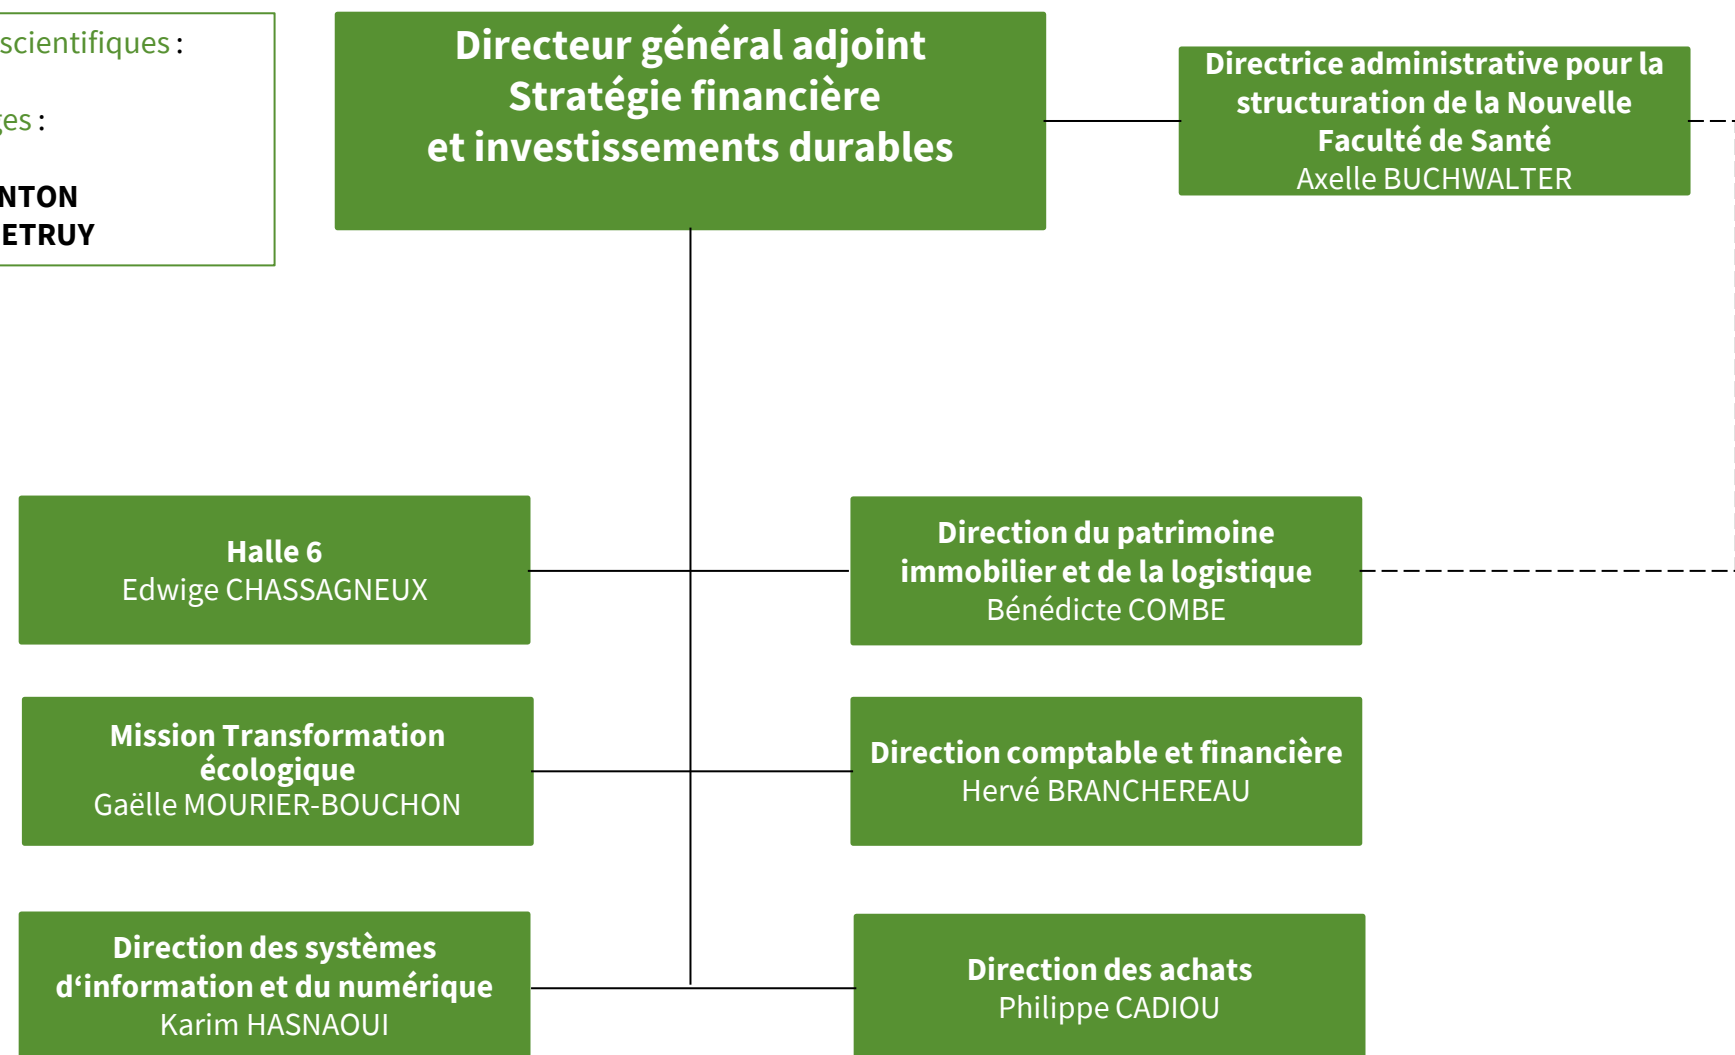 scientifiques :
NTON
ETRUY
Directeur général adjoint
Stratégie financière
et investissements durables
Directrice administrative pour la
structuration de la Nouvelle
Faculté de Santé
Axelle BUCHWALTER
Halle 6
Edwige CHASSAGNEUX
Direction du patrimoine
immobilier et de la logistique
Bénédicte COMBE
Mission Transformation
écologique
Gaëlle MOURIER-BOUCHON
Direction comptable et financière
Hervé BRANCHEREAU
Direction des systèmes
d‘information et du numérique
Karim HASNAOUI
Direction des achats
Philippe CADIOU